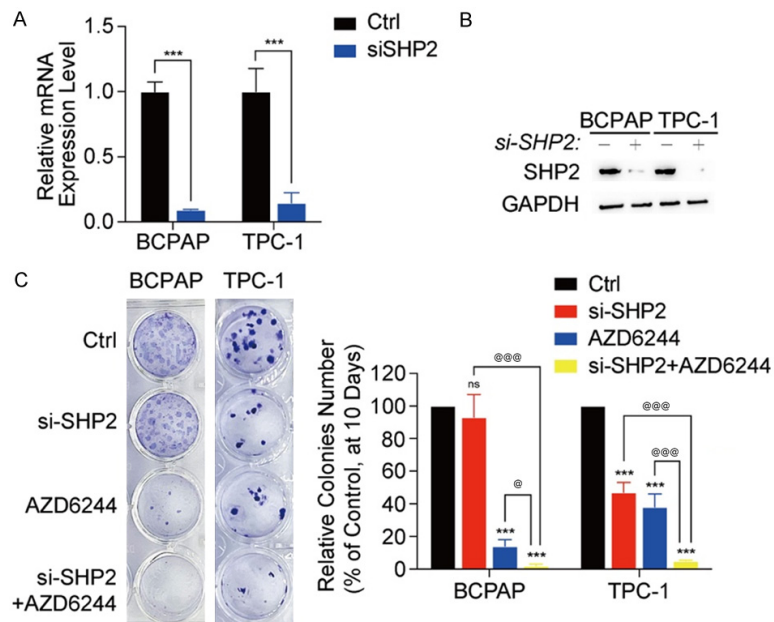 A
Relative mRNA
Expression Level
1.5
1.0
0.5
0.0
***
***
BCPAP
TPC-1
Ctrl
siSHP2
B
BCPAP TPC-1
si-SHP2: − + − +
SHP2
GAPDH
C
BCPAP TPC-1
Ctrl
si-SHP2
AZD6244
si-SHP2
+AZD6244
Ctrl
si-SHP2
AZD6244
si-SHP2+AZD6244
Relative Colonies Number
(% of Control, at 10 Days)
120
100
80
60
40
20
0
@@@
ns
@
***
***
@@@
@@@
***
***
***
BCPAP
TPC-1